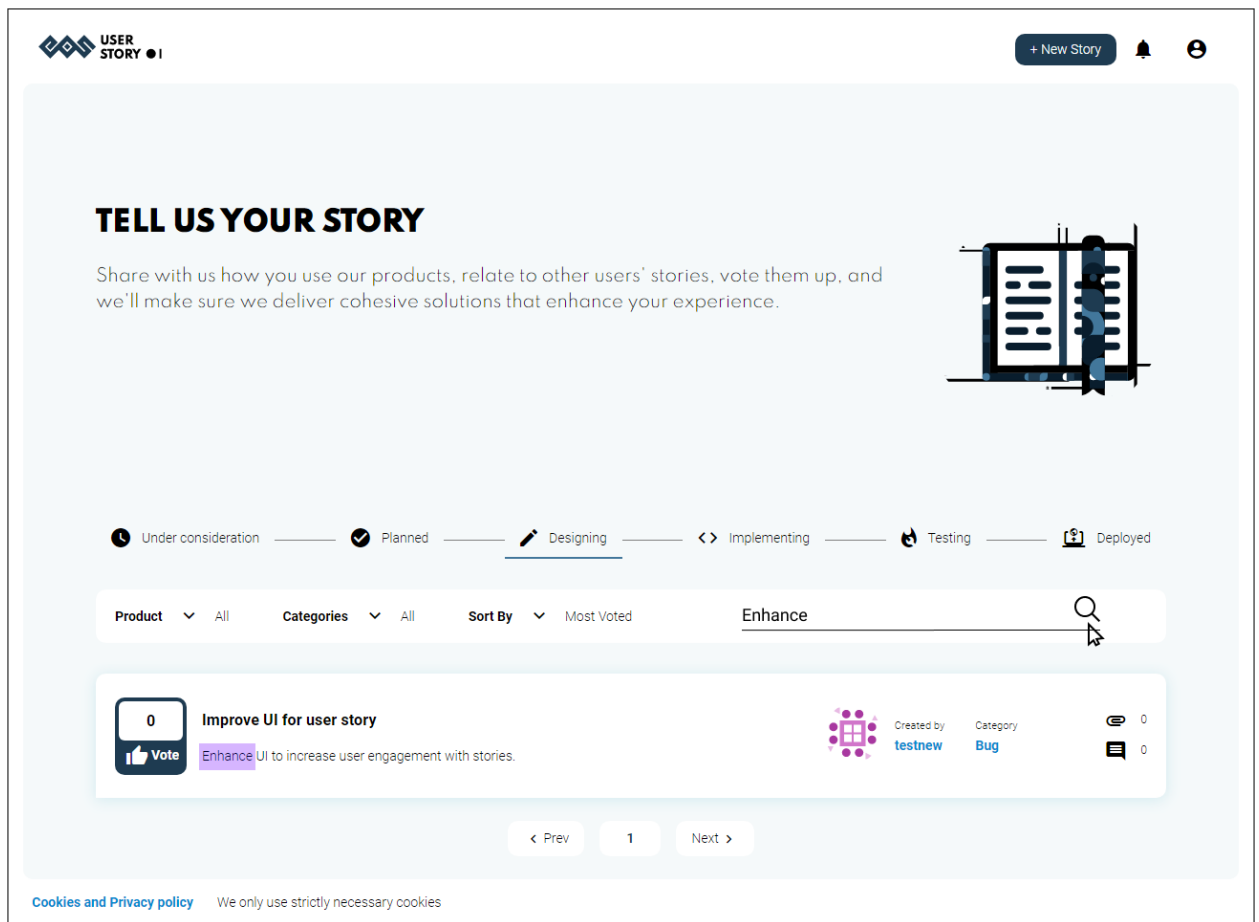 USER
STORY
+ New Story
TELL US YOUR STORY
Share with us how you use our products, relate to other users' stories, vote them up, and
we'll make sure we deliver cohesive solutions that enhance your experience.
Under consideration Planned Designing Implementing Testing Deployed
Product All Categories All Sort By Most Voted Enhance
0 Improve UI for user story
Vote Enhance UI to increase user engagement with stories.
Created by Category 0
testnew Bug 0
Prev 1 Next
Cookies and Privacy policy We only use strictly necessary cookies